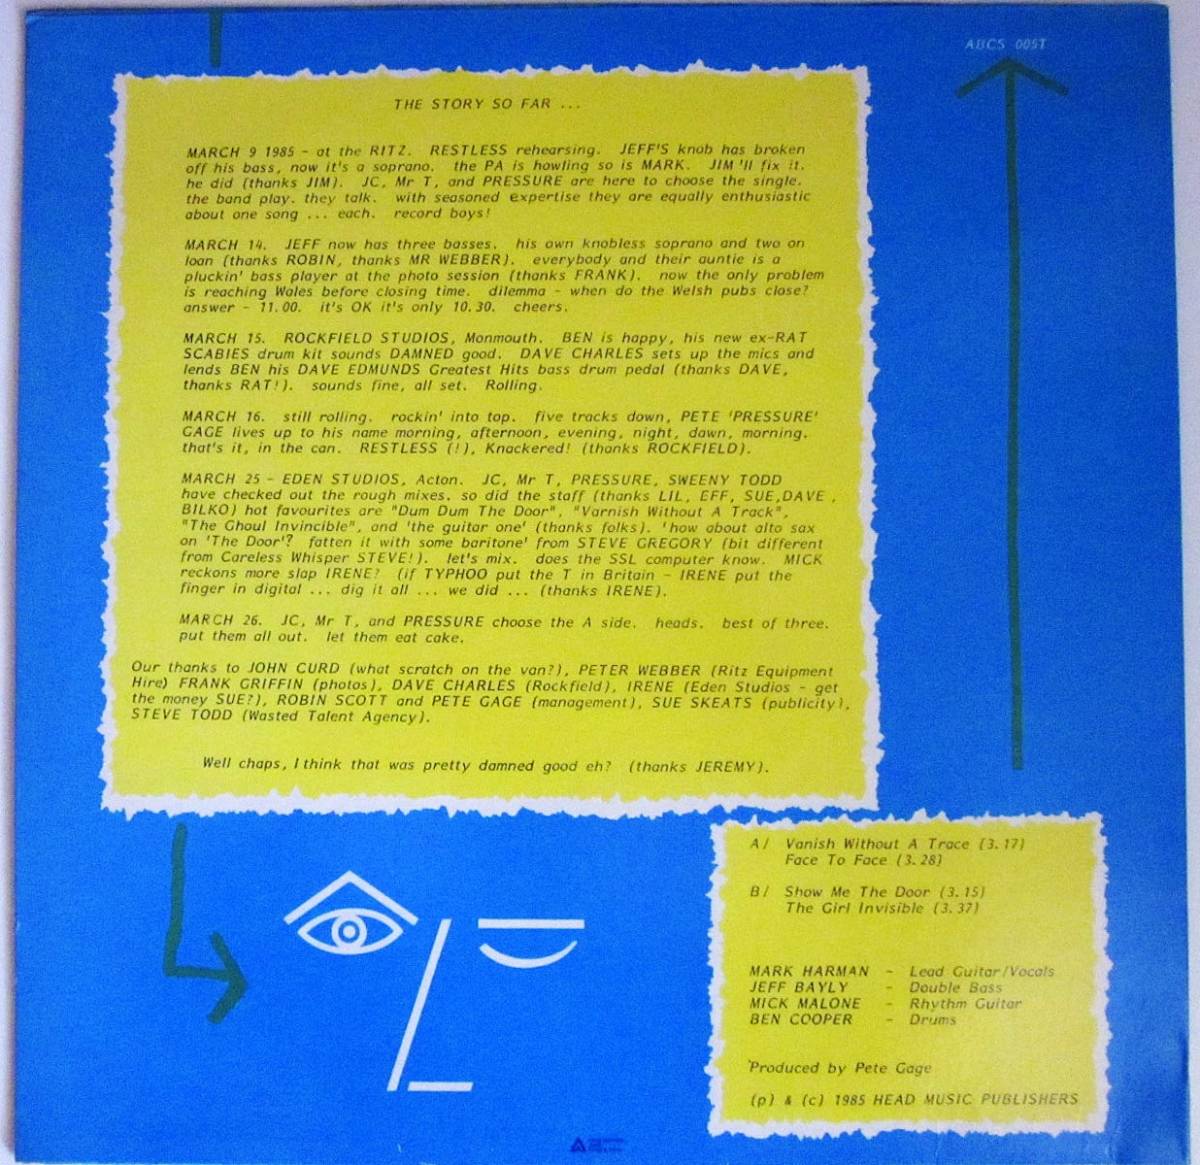 ABCS 005T
THE STORY SO FAR ...
MARCH 9 1985 - at the RITZ. RESTLESS rehearsing. JEFF'S knob has broken
off his bass, now it's a soprano. the PA is howling so is MARK. JIM'll fix it.
he did (thanks JIM). JC, Mr T, and PRESSURE are here to choose the single.
the band play. they talk. with seasoned expertise they are equally enthusiastic
about one song ... each. record boys!
MARCH 14. JEFF now has three basses. his own knobless soprano and two on
loan (thanks ROBIN, thanks MR WEBBER). everybody and their auntie is a
pluckin' bass player at the photo session (thanks FRANK). now the only problem
is reaching Wales before closing time. dilemma - when do the Welsh pubs close?
answer - 11.00. it's OK it's only 10.30. cheers.
MARCH 15. ROCKFIELD STUDIOS, Monmouth. BEN is happy, his new ex-RAT
SCABIES drum kit sounds DAMNED good. DAVE CHARLES sets up the mics and
lends BEN his DAVE EDMUNDS Greatest Hits bass drum pedal (thanks DAVE,
thanks RAT!). sounds fine, all set. Rolling.
MARCH 16. still rolling. rockin' into top. five tracks down, PETE 'PRESSURE'
GAGE lives up to his name morning, afternoon, evening, night, dawn, morning.
that's it, in the can. RESTLESS (!), Knackered! (thanks ROCKFIELD).
MARCH 25 - EDEN STUDIOS, Acton. JC, Mr T, PRESSURE, SWEENY TODD
have checked out the rough mixes. so did the staff (thanks LIL, EFF, SUE,DAVE ,
BILKO) hot favourites are "Dum Dum The Door", "Varnish Without A Track",
"The Ghoul Invincible", and 'the guitar one' (thanks folks). 'how about alto sax
on 'The Door'? fatten it with some baritone' from STEVE GREGORY (bit different
from Careless Whisper STEVE!). let's mix. does the SSL computer know. MICK
reckons more slap IRENE? (if TYPHOO put the T in Britain - IRENE put the
finger in digital ... dig it all ... we did ... (thanks IRENE).
MARCH 26. JC, Mr T, and PRESSURE choose the A side. heads. best of three.
put them all out. let them eat cake.
Our thanks to JOHN CURD (what scratch on the van?), PETER WEBBER (Ritz Equipment
Hire) FRANK GRIFFIN (photos), DAVE CHARLES (Rockfield), IRENE (Eden Studios - get
the money SUE?), ROBIN SCOTT and PETE GAGE (management), SUE SKEATS (publicity),
STEVE TODD (Wasted Talent Agency).
Well chaps, I think that was pretty damned good eh? (thanks JEREMY).
A/ Vanish Without A Trace (3.17)
Face To Face (3.28)
B/ Show Me The Door (3.15)
The Girl Invisible (3.37)
MARK HARMAN - Lead Guitar/Vocals
JEFF BAYLY - Double Bass
MICK MALONE - Rhythm Guitar
BEN COOPER - Drums
Produced by Pete Gage
(p) & (c) 1985 HEAD MUSIC PUBLISHERS